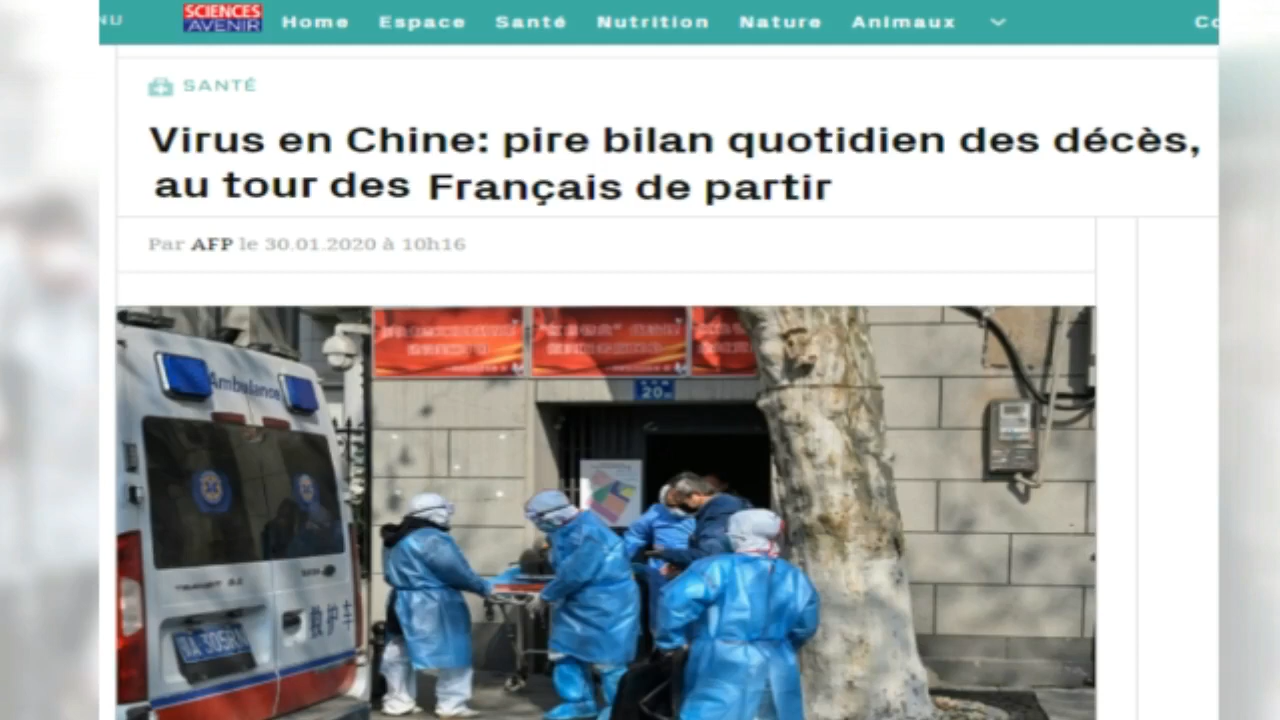 NU
SCIENCES
AVENIR
Home Espace Santé Nutrition Nature Animaux
SANTÉ
Virus en Chine: pire bilan quotidien des décès,
au tour des Français de partir
Par AFP le 30.01.2020 à 10h16
Ambulance
20
救护车